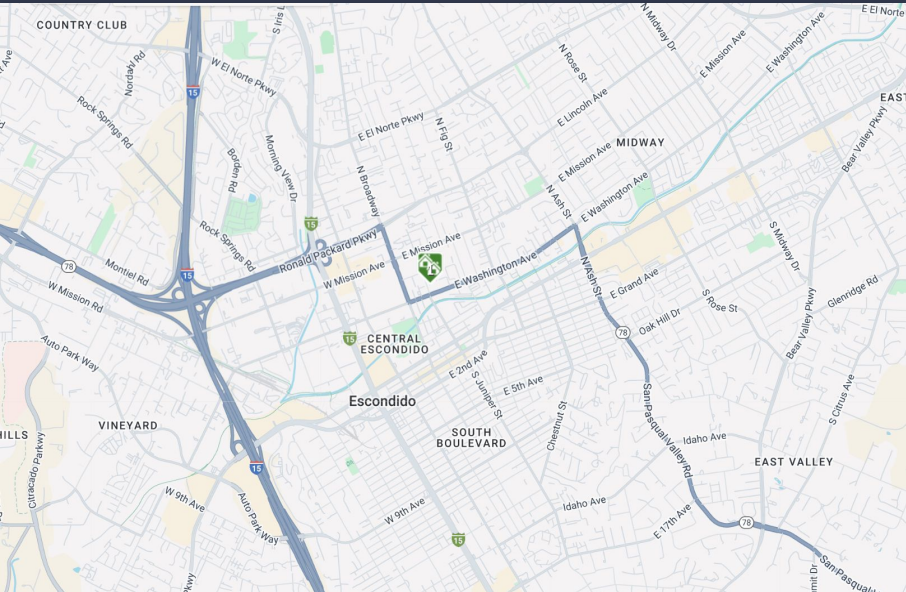 COUNTRY CLUB
S Iris L
N Midway Dr
E El Norte
15
W El Norte Pkwy
Nordahl Rd
Rock Springs Rd
N Rose St
E Mission Ave
E Washington Ave
E Lincoln Ave
E El Norte Pkwy
N Fig St
MIDWAY
EAST
Bear Valley Pkwy
Borden Rd
Morning View Dr
N Broadway
E Mission Ave
E Washington Ave
N Ash St
15
Rock Springs Rd
Ronald Packard Pkwy
E Mission Ave
W Mission Ave
E Washington Ave
S Midway Dr
78
Montiel Rd
15
W Mission Rd
N Ash St
E Grand Ave
S Rose St
Glenridge Rd
Oak Hill Dr
78
15
CENTRAL
ESCONDIDO
Auto Park Way
E 2nd Ave
S Juniper St
E 5th Ave
Bear Valley Pkwy
S Citrus Ave
Escondido
VINEYARD
HILLS
SOUTH
BOULEVARD
Chestnut St
San Pasqual Valley Rd
Idaho Ave
EAST VALLEY
15
Citracado Parkway
W 9th Ave
Auto Park Way
W 9th Ave
Idaho Ave
E 17th Ave
78
15
San Pasqual
mit Dr
Pkwy